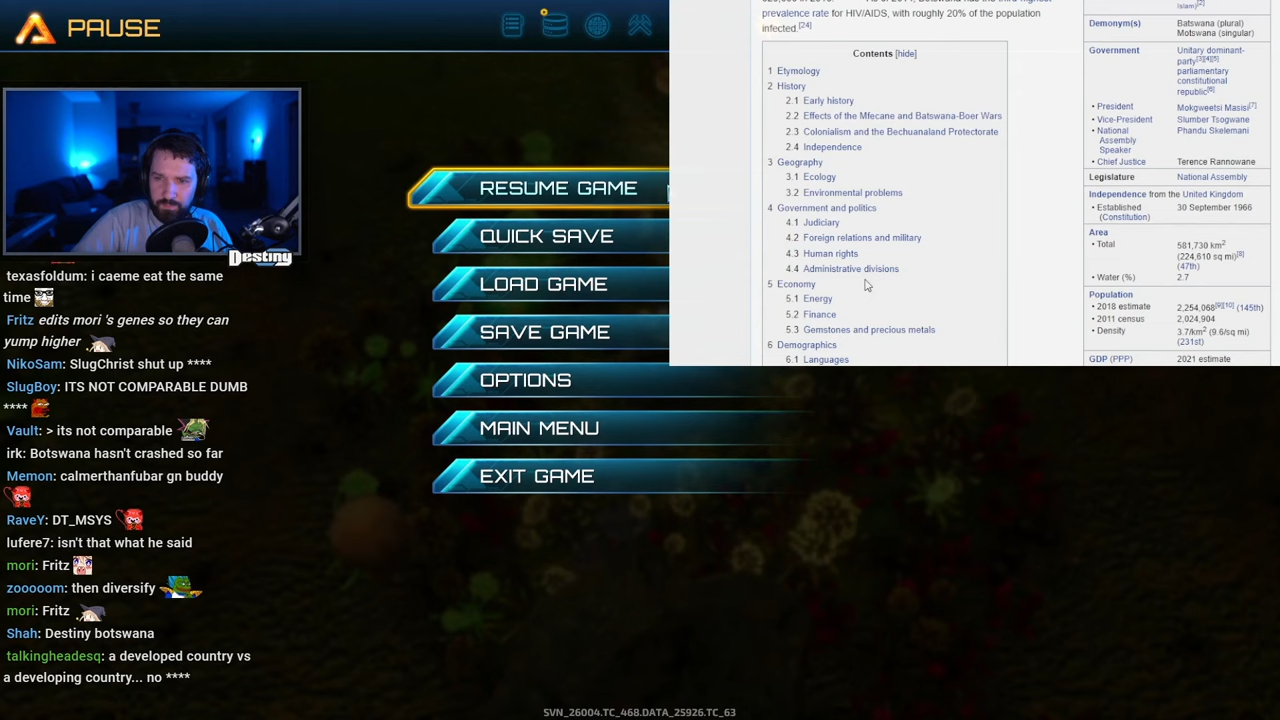 PAUSE
Destiny
texasfoldum: i caeme eat the same
time
Fritz edits mori 's genes so they can
yump higher
NikoSam: SlugChrist shut up ****
SlugBoy: ITS NOT COMPARABLE DUMB
****
Vault: > its not comparable
irk: Botswana hasn't crashed so far
Memon: calmerthanfubar gn buddy
RaveY: DT_MSYS
lufere7: isn't that what he said
mori: Fritz
zooooom: then diversify
mori: Fritz
Shah: Destiny botswana
talkingheadesq: a developed country vs
a developing country... no ****
RESUME GAME
QUICK SAVE
LOAD GAME
SAVE GAME
OPTIONS
MAIN MENU
EXIT GAME
prevalence rate for HIV/AIDS, with roughly 20% of the population
infected.[24]
Contents [hide]
1 Etymology
2 History
2.1 Early history
2.2 Effects of the Mfecane and Batswana-Boer Wars
2.3 Colonialism and the Bechuanaland Protectorate
2.4 Independence
3 Geography
3.1 Ecology
3.2 Environmental problems
4 Government and politics
4.1 Judiciary
4.2 Foreign relations and military
4.3 Human rights
4.4 Administrative divisions
5 Economy
5.1 Energy
5.2 Finance
5.3 Gemstones and precious metals
6 Demographics
6.1 Languages
Islam)[2]
Demonym(s) Batswana (plural)
Motswana (singular)
Government Unitary dominant-
party[3][4][5]
parliamentary
constitutional
republic[6]
• President Mokgweetsi Masisi[7]
• Vice-President Slumber Tsogwane
• National Phandu Skelemani
Assembly
Speaker
• Chief Justice Terence Rannowane
Legislature National Assembly
Independence from the United Kingdom
• Established 30 September 1966
(Constitution)
Area
• Total 581,730 km2
(224,610 sq mi)[8]
(47th)
• Water (%) 2.7
Population
• 2018 estimate 2,254,068[9][10] (145th)
• 2011 census 2,024,904
• Density 3.7/km2 (9.6/sq mi)
(231st)
GDP (PPP) 2021 estimate
SVN_26004.TC_468.DATA_25926.TC_63